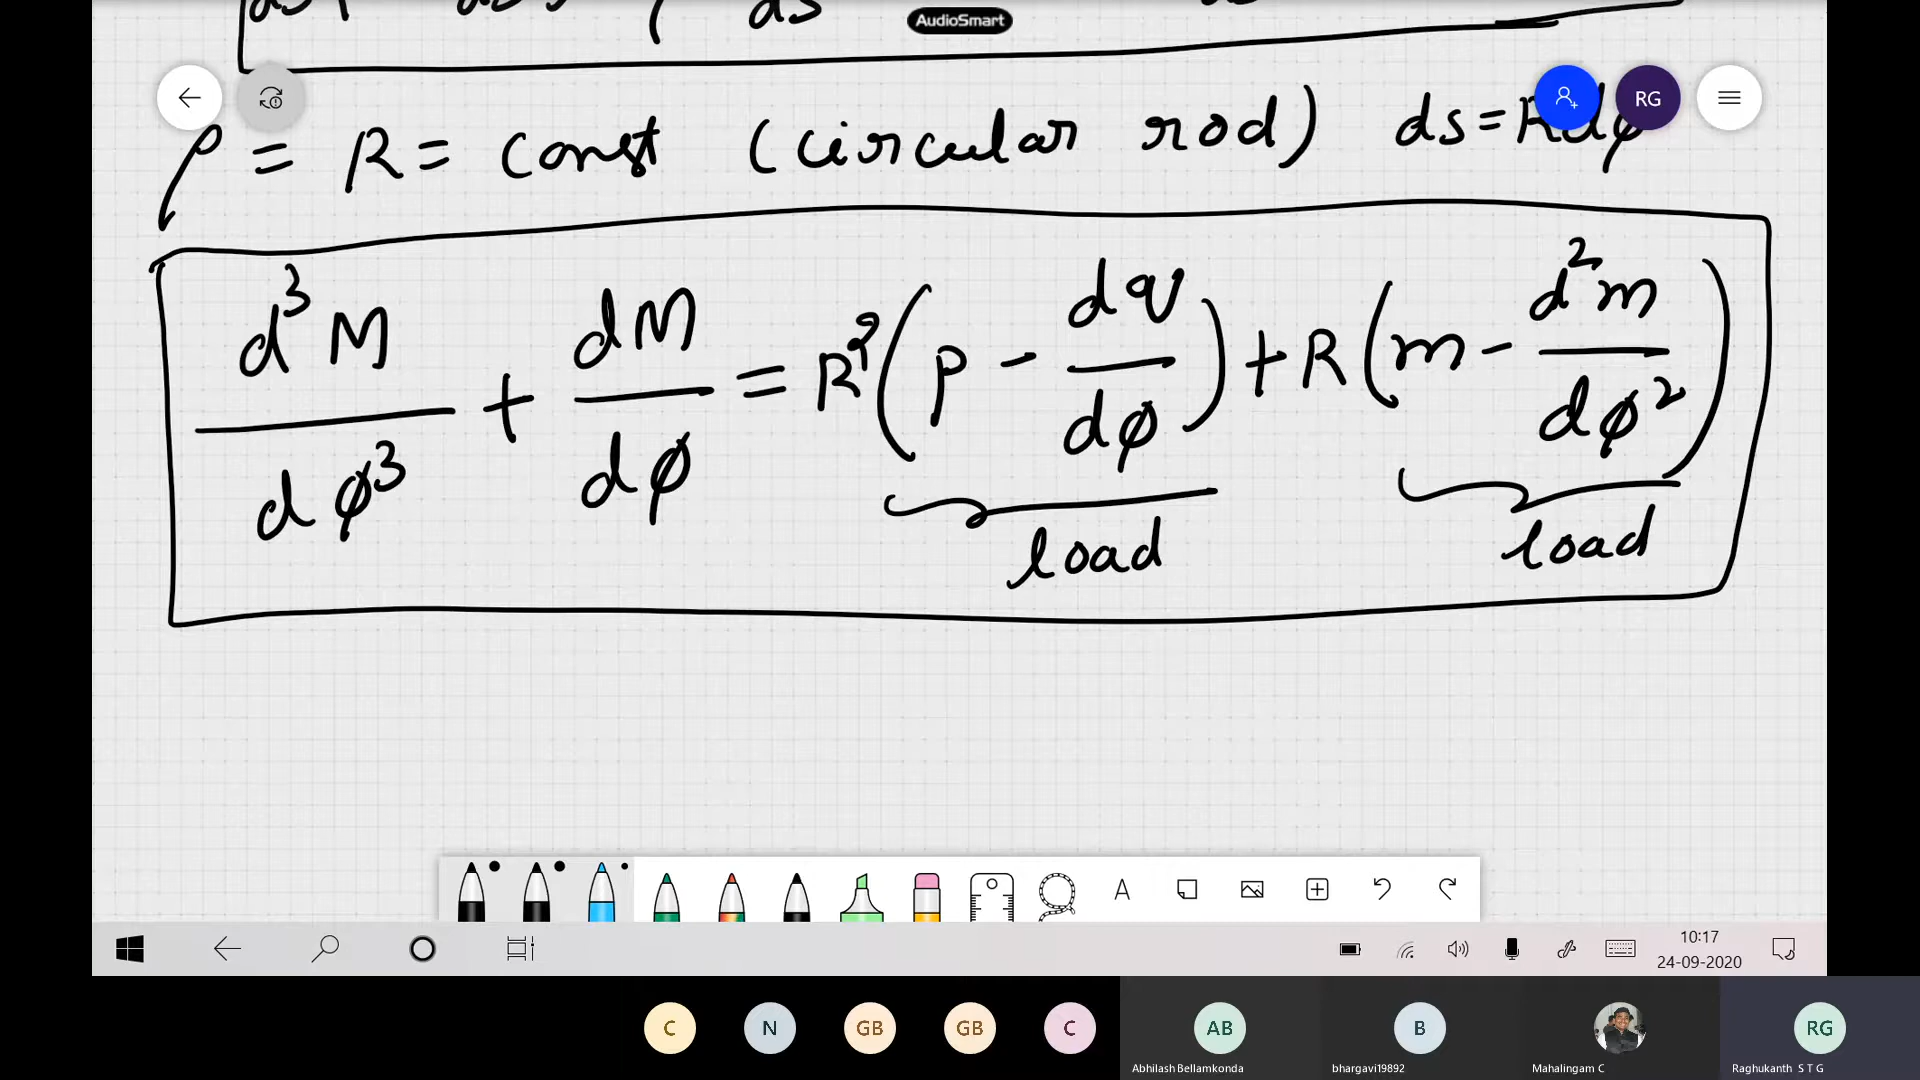 AudioSmart
ρ = R = const (circular rod) ds = Rdφ
RG
d³M/dφ³ + dM/dφ = R²(p - dq/dφ) + R(m - d²m/dφ²)
load load
A
10:17
24-09-2020
C N GB GB C AB B RG
Abhilash Bellamkonda bhargavi19892 Mahalingam C Raghukanth S T G